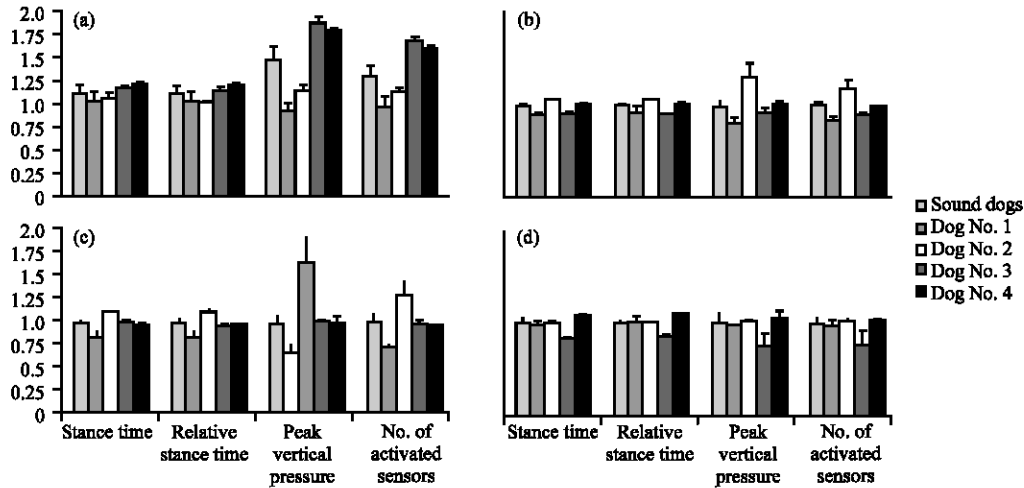 (a)
2.0
1.75
1.5
1.25
1.0
0.75
0.5
0.25
0
(b)
(c)
2.0
1.75
1.5
1.25
1.0
0.75
0.5
0.25
0
(d)
Sound dogs
Dog No. 1
Dog No. 2
Dog No. 3
Dog No. 4
Stance time
Relative
stance time
Peak
vertical
pressure
No. of
activated
sensors
Stance time
Relative
stance time
Peak
vertical
pressure
No. of
activated
sensors